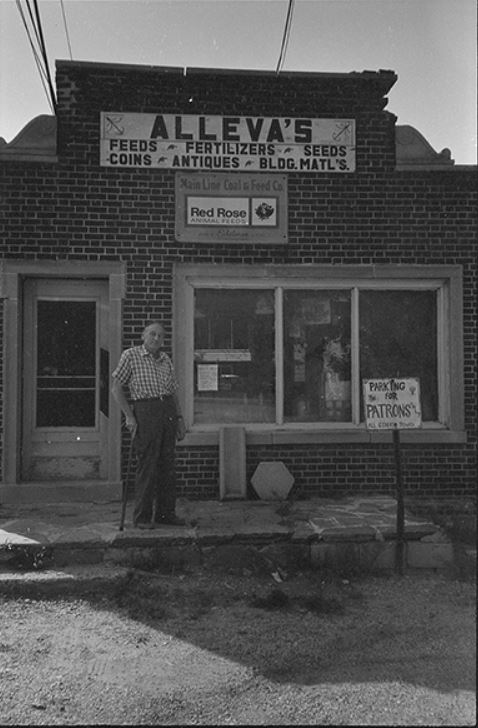 ALLEVA'S
FEEDS FERTILIZERS SEEDS
COINS ANTIQUES BLDG. MATL'S.
Main Line Coal & Feed Co.
Red Rose
ANIMAL FEEDS
PARKING
FOR
PATRONS